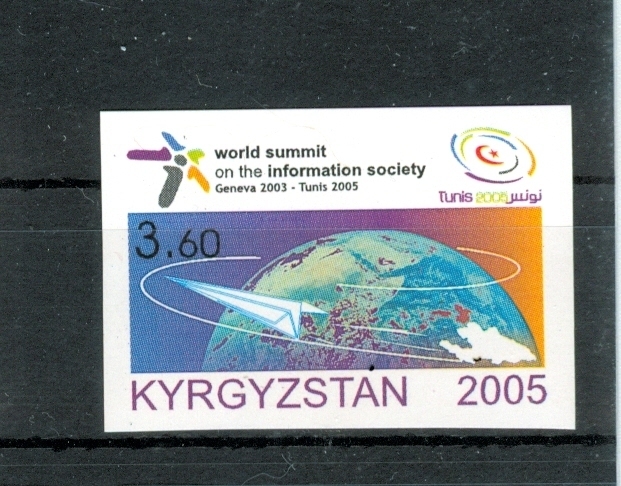 world summit
on the information society
Geneva 2003 - Tunis 2005
Tunis 2005 تونس
3.60
KYRGYZSTAN 2005